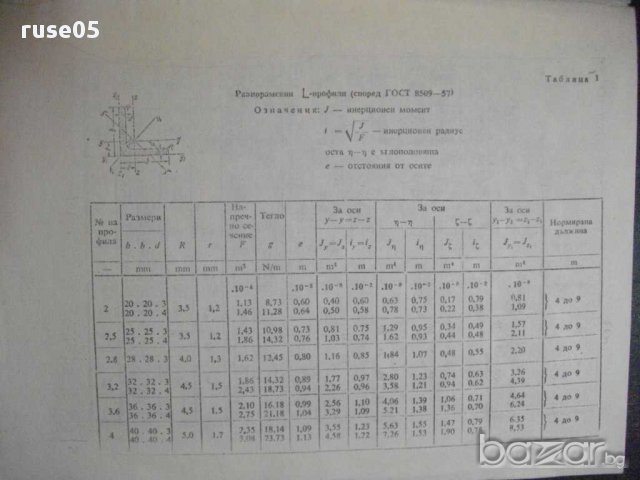 ruse05
Таблица 1
Разнораменни L-профили (според ГОСТ 8509—57)
Означения: J — инерционен момент
i = √ J/F — инерционен радиус
оста η—η е ъглополовяща
e — отстояния от осите
№ на профила Размери b . b . d R r Напречно сечение F Тегло g e За оси y—y=z—z За оси За оси y₁—y₁=z₁—z₁ Нормирана дължина
η—η ζ—ζ
Jy=Jz iy=iz Jη iη Jζ iζ Jy₁=Jz₁
— mm mm mm m² N/m m m⁴ m m⁴ m m⁴ m m⁴ m
2 20 . 20 . 3 3,5 1,2 1,13 8,73 0,60 0,40 0,60 0,63 0,75 0,17 0,79 0,81 4 до 9
20 . 20 . 4 1,46 11,28 0,64 0,50 0,58 0,78 0,73 0,22 0,38 1,09
2,5 25 . 25 . 3 3,5 1,2 1,43 10,98 0,73 0,81 0,75 1,29 0,95 0,34 0,49 1,57 4 до 9
25 . 25 . 4 1,86 14,32 0,76 1,03 0,74 1 62 0,93 0,44 0,48 2,11
2,8 28 . 28 . 3 4,0 1,3 1,62 12,45 0,80 1,16 0,85 1,84 1,07 0,48 0,55 2,20 4 до 9
3,2 32 . 32 . 3 4,5 1,5 1,86 14,32 0,89 1,77 0,97 2,80 1,23 0,74 0,63 3,26 4 до 9
32 . 32 . 4 2,43 18,73 0,94 2,26 0,96 3,58 1,21 0,94 0,62 4,39
3,6 36 . 36 . 3 4,5 1,5 2,10 16,18 0,99 2,56 1,10 4,06 1,39 1,06 0,71 4,64 4 до 9
36 . 36 . 4 2,75 21,18 1,04 3,29 1,09 5,21 1,38 1,36 0,70 6,24
4 40 . 40 . 3 5,0 1,7 2,35 18,14 1,09 3,55 1,23 5,63 1,55 1,47 0,79 6,35 4 до 9
40 . 40 . 4 3,08 23,73 1,13 4,58 1,22 7,26 1,53 1,90 0,78 8,53
bazar.bg